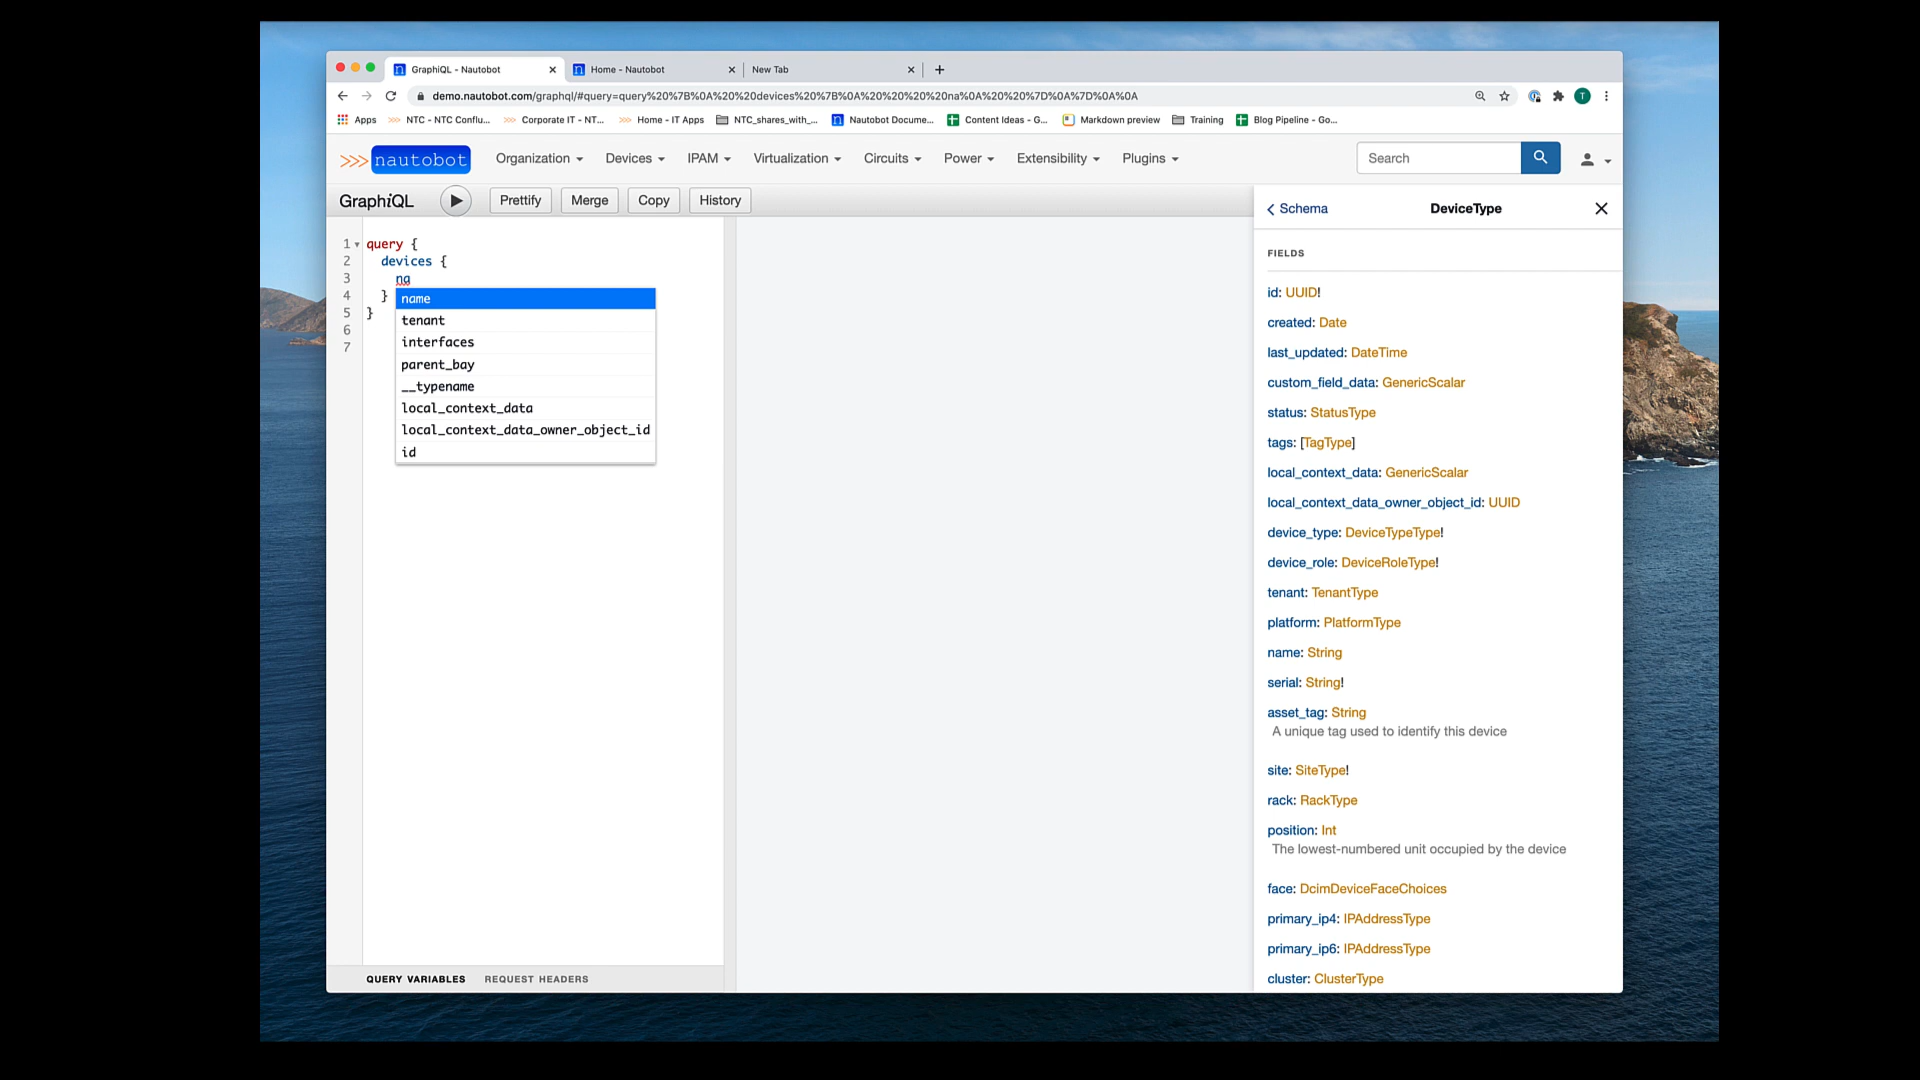 GraphiQL - Nautobot
Home - Nautobot
New Tab
demo.nautobot.com/graphql/#query=query%20%7B%0A%20%20devices%20%7B%0A%20%20%20%20na%0A%20%20%7D%0A%7D%0A%0A
T
Apps
NTC - NTC Conflu...
Corporate IT - NT...
Home - IT Apps
NTC_shares_with_...
Nautobot Docume...
Content Ideas - G...
Markdown preview
Training
Blog Pipeline - Go...
nautobot
Organization
Devices
IPAM
Virtualization
Circuits
Power
Extensibility
Plugins
Search
GraphiQL
Prettify
Merge
Copy
History
Schema
DeviceType
1 query {
2 devices {
3 na
4 }
5 }
6
7
name
tenant
interfaces
parent_bay
__typename
local_context_data
local_context_data_owner_object_id
id
FIELDS
id: UUID!
created: Date
last_updated: DateTime
custom_field_data: GenericScalar
status: StatusType
tags: [TagType]
local_context_data: GenericScalar
local_context_data_owner_object_id: UUID
device_type: DeviceTypeType!
device_role: DeviceRoleType!
tenant: TenantType
platform: PlatformType
name: String
serial: String!
asset_tag: String
A unique tag used to identify this device
site: SiteType!
rack: RackType
position: Int
The lowest-numbered unit occupied by the device
face: DcimDeviceFaceChoices
primary_ip4: IPAddressType
primary_ip6: IPAddressType
cluster: ClusterType
QUERY VARIABLES
REQUEST HEADERS